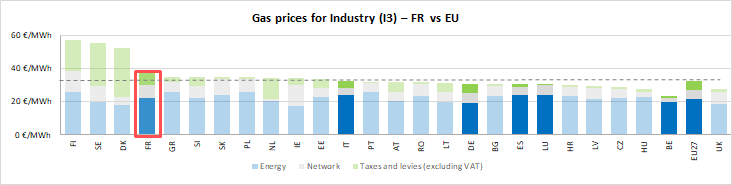 Gas prices for Industry (I3) – FR vs EU
60 €/MWh
40 €/MWh
20 €/MWh
0 €/MWh
FI SE DK FR GR SI SK PL NL IE EE IT PT AT RO LT DE BG ES LU HR LV CZ HU BE EU27 UK
Energy Network Taxes and levies (excluding VAT)